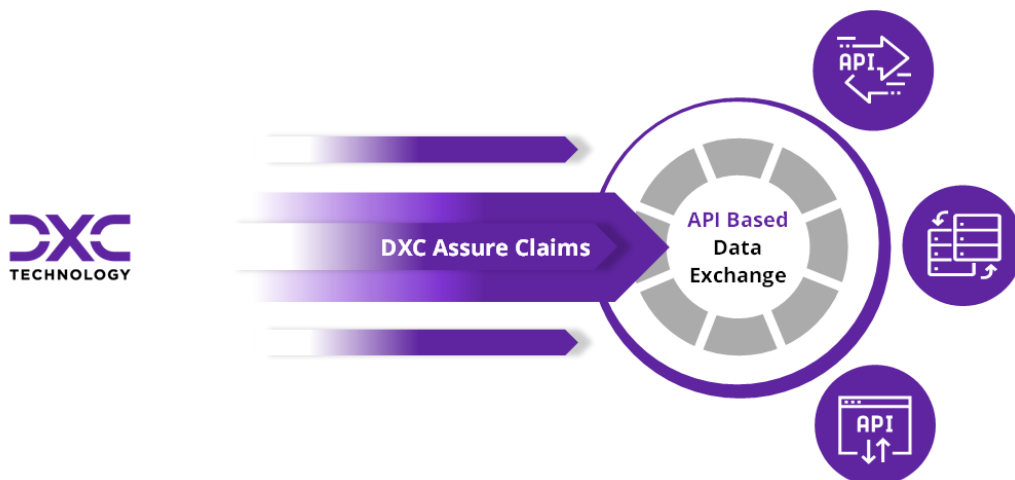 DXC
TECHNOLOGY
DXC Assure Claims
API Based
Data
Exchange
API
API